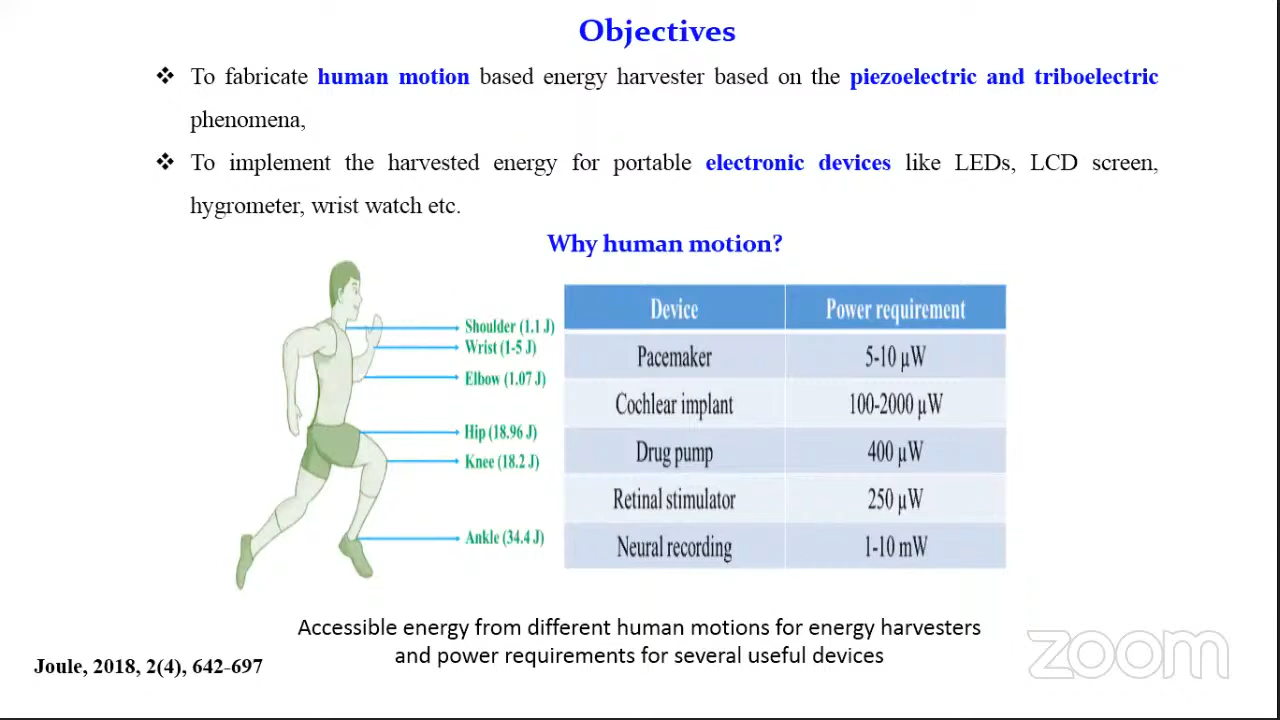 Objectives
❖ To fabricate human motion based energy harvester based on the piezoelectric and triboelectric
phenomena,
❖ To implement the harvested energy for portable electronic devices like LEDs, LCD screen,
hygrometer, wrist watch etc.
Why human motion?
Shoulder (1.1 J)
Wrist (1-5 J)
Elbow (1.07 J)
Hip (18.96 J)
Knee (18.2 J)
Ankle (34.4 J)
Device Power requirement
Pacemaker 5-10 µW
Cochlear implant 100-2000 µW
Drug pump 400 µW
Retinal stimulator 250 µW
Neural recording 1-10 mW
Accessible energy from different human motions for energy harvesters
and power requirements for several useful devices
Joule, 2018, 2(4), 642-697
zoom